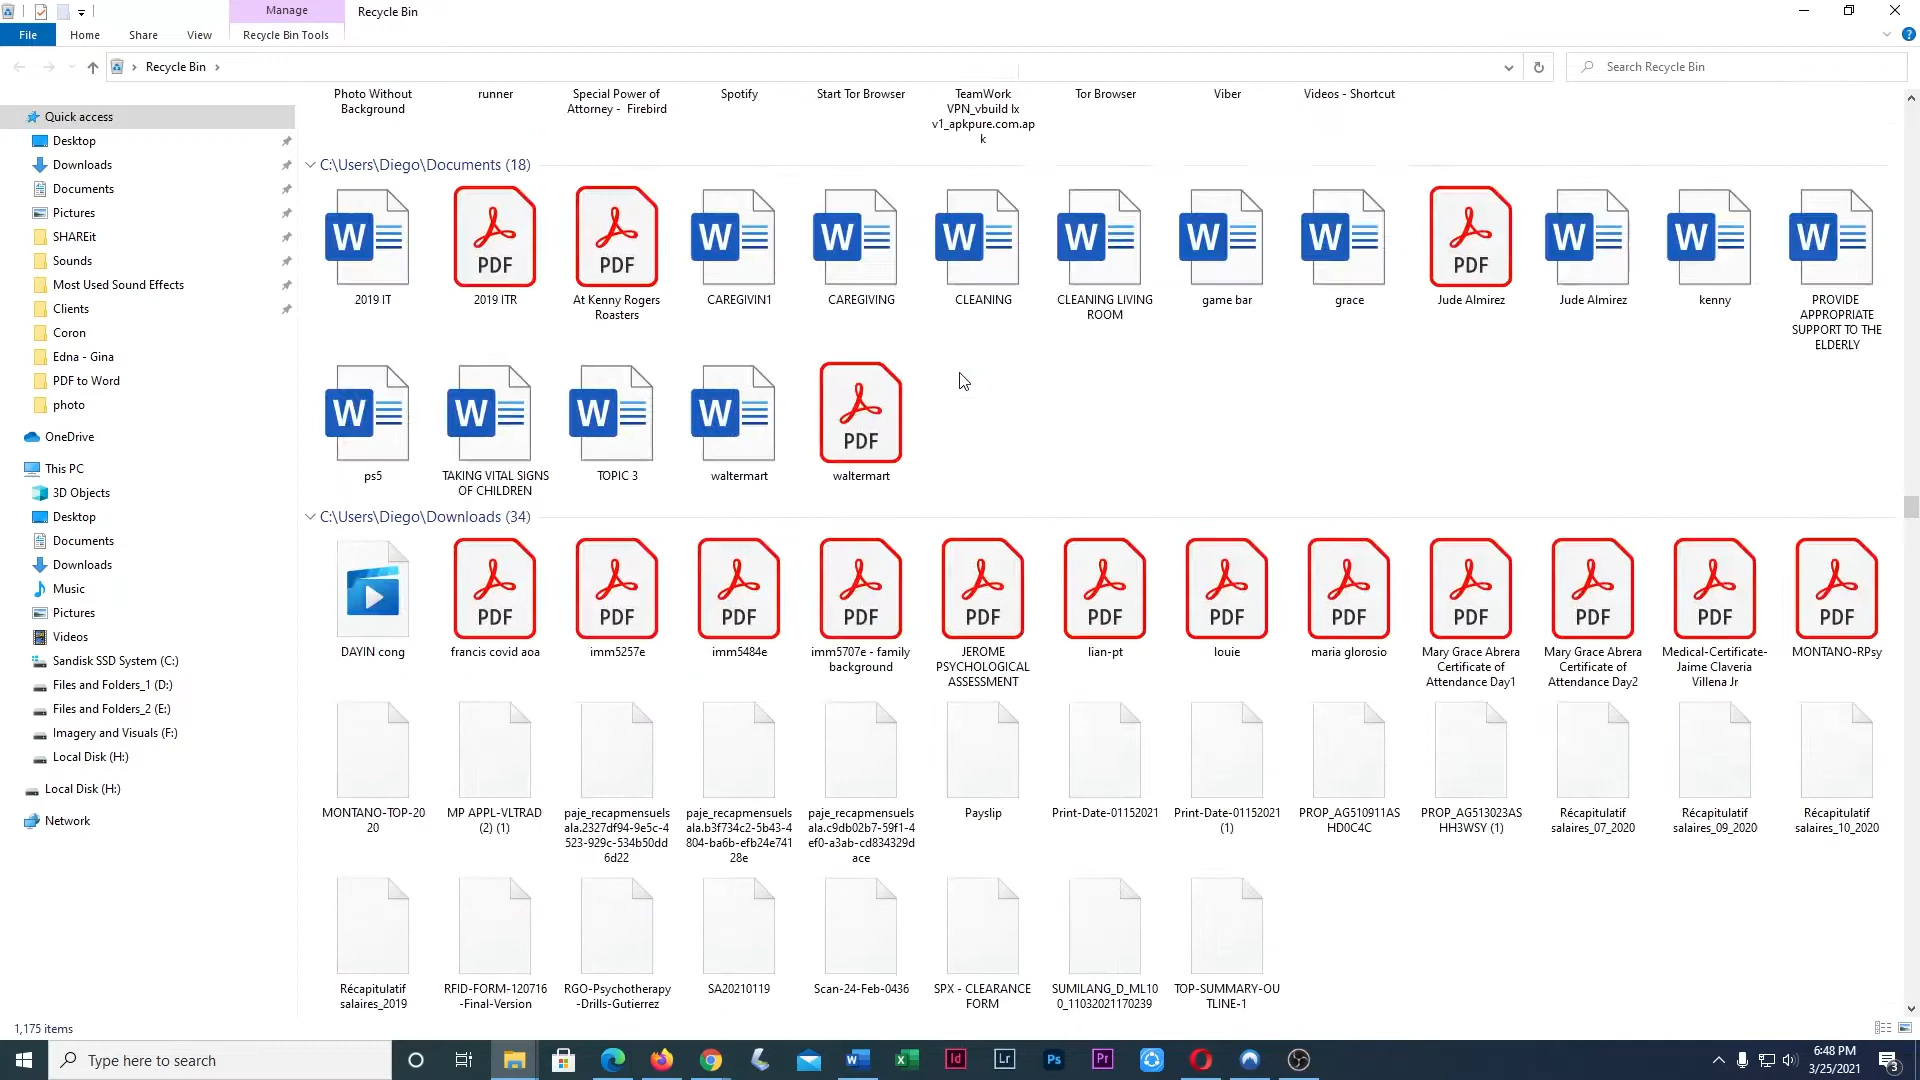 Manage
Recycle Bin
File
Home
Share
View
Recycle Bin Tools
Recycle Bin
Search Recycle Bin
Photo Without
Background
runner
Special Power of
Attorney - Firebird
Spotify
Start Tor Browser
TeamWork
VPN_vbuild lx
v1_apkpure.com.ap
k
Tor Browser
Viber
Videos - Shortcut
Quick access
Desktop
Downloads
Documents
Pictures
SHAREit
Sounds
Most Used Sound Effects
Clients
Coron
Edna - Gina
PDF to Word
photo
OneDrive
This PC
3D Objects
Desktop
Documents
Downloads
Music
Pictures
Videos
Sandisk SSD System (C:)
Files and Folders_1 (D:)
Files and Folders_2 (E:)
Imagery and Visuals (F:)
Local Disk (H:)
Local Disk (H:)
Network
C:\Users\Diego\Documents (18)
2019 IT
2019 ITR
At Kenny Rogers
Roasters
CAREGIVIN1
CAREGIVING
CLEANING
CLEANING LIVING
ROOM
game bar
grace
Jude Almirez
Jude Almirez
kenny
PROVIDE
APPROPRIATE
SUPPORT TO THE
ELDERLY
ps5
TAKING VITAL SIGNS
OF CHILDREN
TOPIC 3
waltermart
waltermart
C:\Users\Diego\Downloads (34)
DAYIN cong
francis covid aoa
imm5257e
imm5484e
imm5707e - family
background
JEROME
PSYCHOLOGICAL
ASSESSMENT
lian-pt
louie
maria glorosio
Mary Grace Abrera
Certificate of
Attendance Day1
Mary Grace Abrera
Certificate of
Attendance Day2
Medical-Certificate-
Jaime Claveria
Villena Jr
MONTANO-RPsy
MONTANO-TOP-20
20
MP APPL-VLTRAD
(2) (1)
paje_recapmensuels
ala.2327df94-9e5c-4
523-929c-534b50dd
6d22
paje_recapmensuels
ala.b3f734c2-5b43-4
804-ba6b-efb24e741
28e
paje_recapmensuels
ala.c9db02b7-59f1-4
ef0-a3ab-cd834329d
ace
Payslip
Print-Date-01152021
Print-Date-01152021
(1)
PROP_AG510911AS
HD0C4C
PROP_AG513023AS
HH3WSY (1)
Récapitulatif
salaires_07_2020
Récapitulatif
salaires_09_2020
Récapitulatif
salaires_10_2020
Récapitulatif
salaires_2019
RFID-FORM-120716
-Final-Version
RGO-Psychotherapy
-Drills-Gutierrez
SA20210119
Scan-24-Feb-0436
SPX - CLEARANCE
FORM
SUMILANG_D_ML10
0_11032021170239
TOP-SUMMARY-OU
TLINE-1
1,175 items
Type here to search
6:48 PM
3/25/2021
3